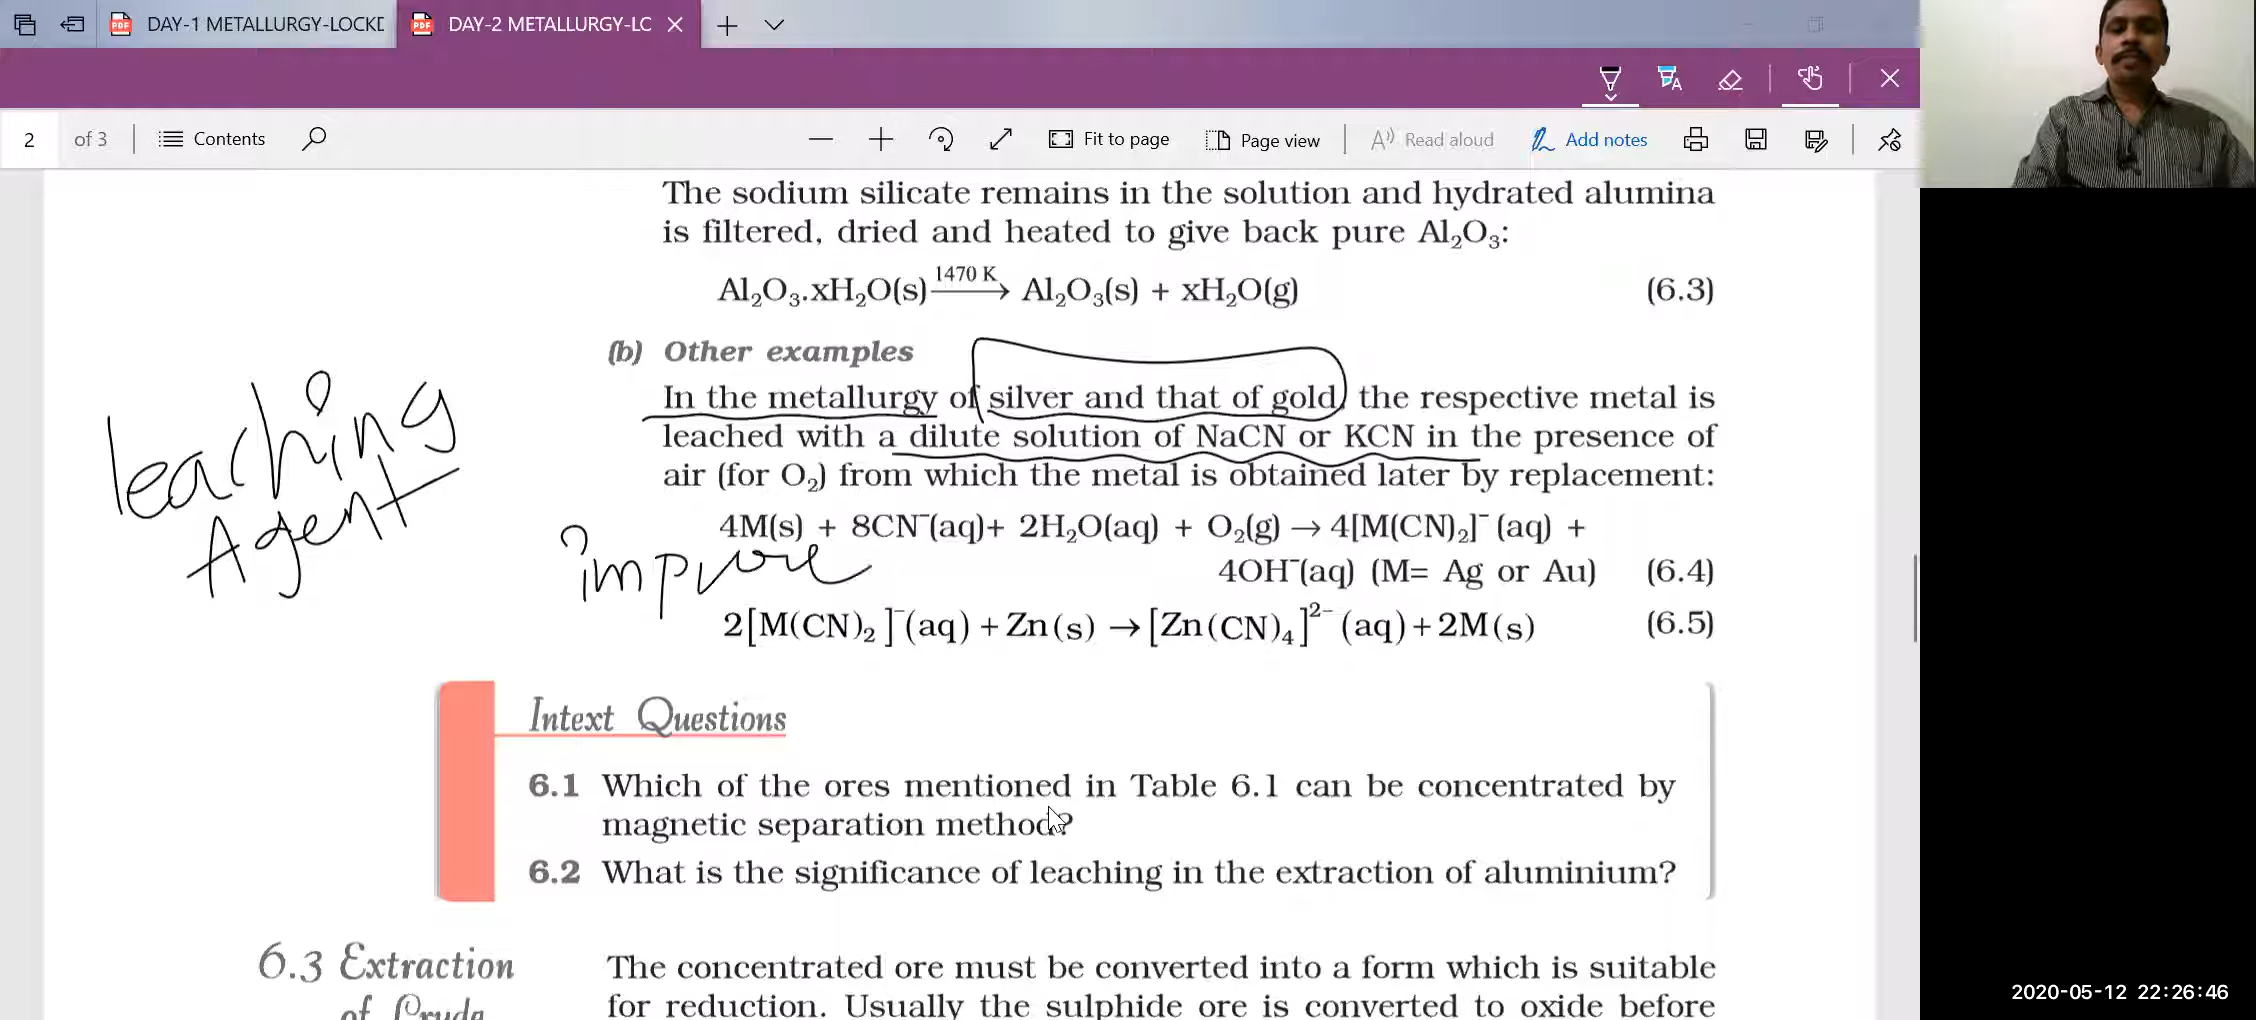 DAY-1 METALLURGY-LOCKD
DAY-2 METALLURGY-LC
2 of 3 Contents Fit to page Page view Read aloud Add notes
The sodium silicate remains in the solution and hydrated alumina
is filtered, dried and heated to give back pure Al₂O₃:
Al₂O₃.xH₂O(s) 1470 K → Al₂O₃(s) + xH₂O(g) (6.3)
(b) Other examples
In the metallurgy of silver and that of gold, the respective metal is
leached with a dilute solution of NaCN or KCN in the presence of
air (for O₂) from which the metal is obtained later by replacement:
leaching
Agent
4M(s) + 8CN⁻(aq)+ 2H₂O(aq) + O₂(g) → 4[M(CN)₂]⁻ (aq) +
impure
4OH⁻(aq) (M= Ag or Au) (6.4)
2[M(CN)₂]⁻(aq) + Zn(s) → [Zn(CN)₄]²⁻ (aq) + 2M(s) (6.5)
Intext Questions
6.1 Which of the ores mentioned in Table 6.1 can be concentrated by
magnetic separation method?
6.2 What is the significance of leaching in the extraction of aluminium?
6.3 Extraction
of Crude
The concentrated ore must be converted into a form which is suitable
for reduction. Usually the sulphide ore is converted to oxide before
2020-05-12 22:26:46